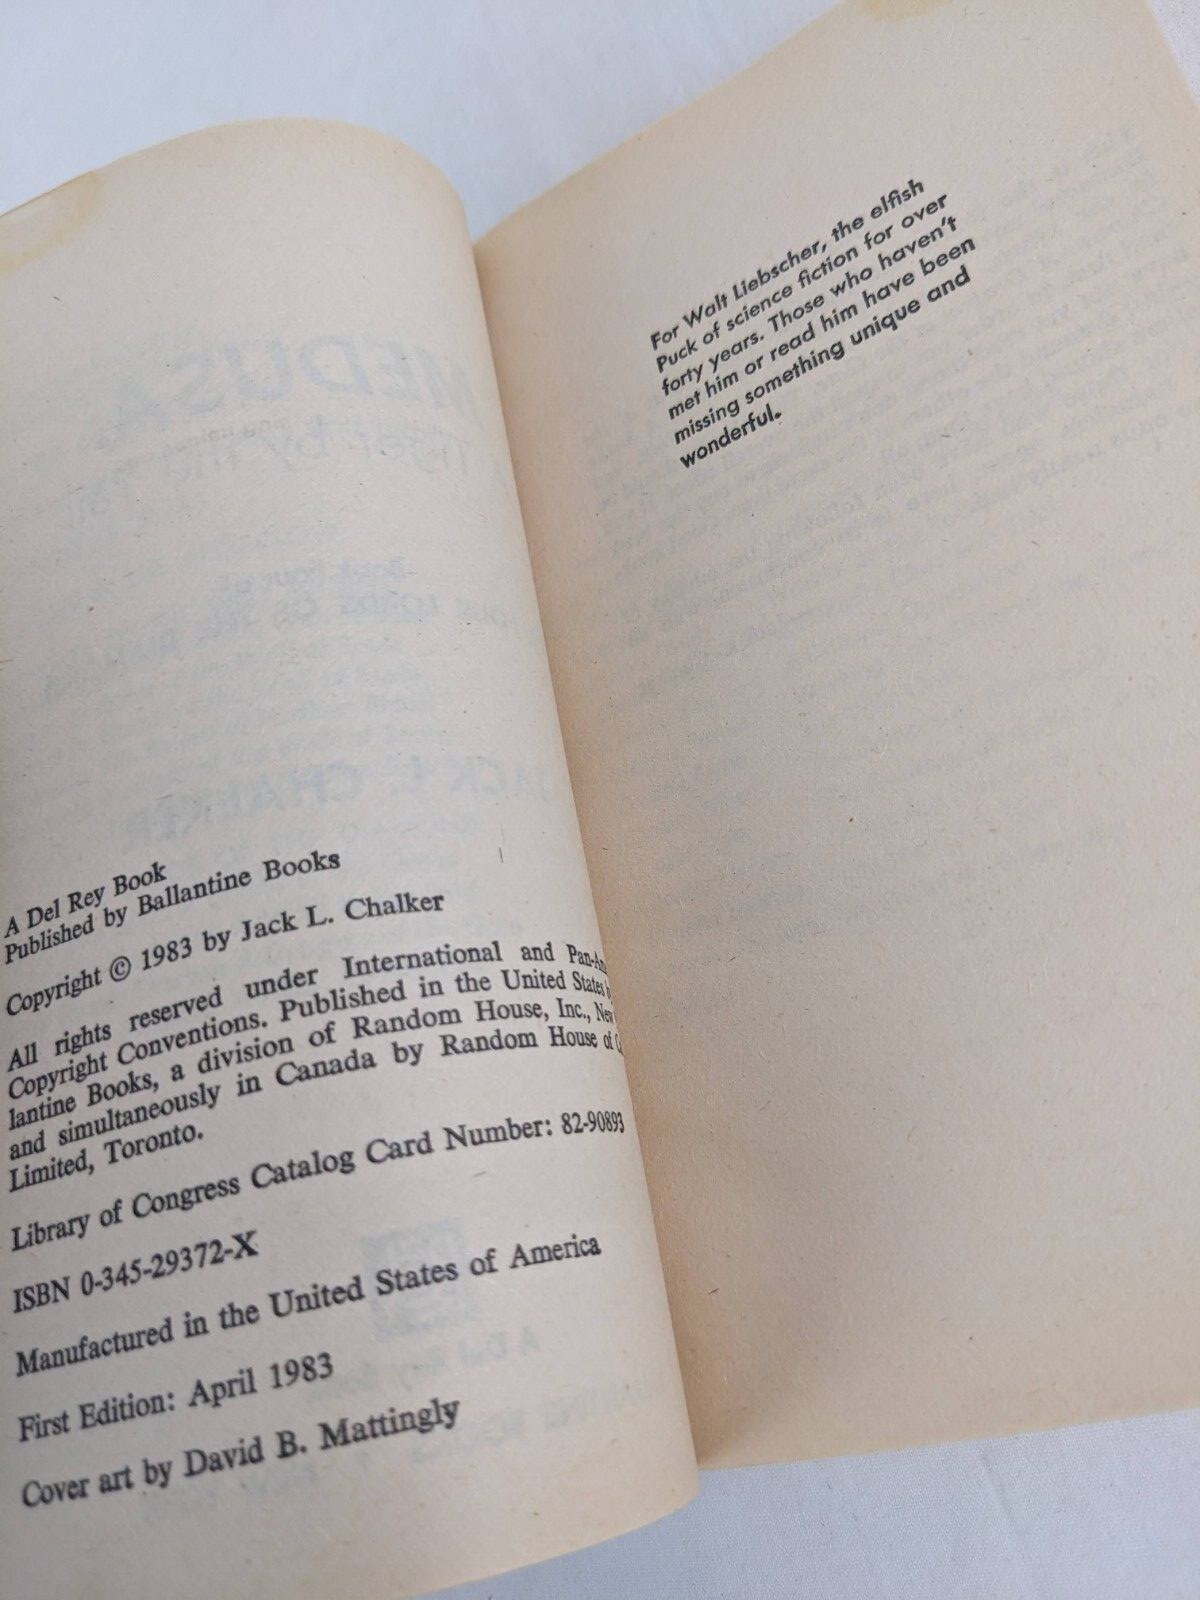 A Del Rey Book
Published by Ballantine Books
Copyright © 1983 by Jack L. Chalker
All rights reserved under International and Pan-Am
Copyright Conventions. Published in the United States b
lantine Books, a division of Random House, Inc., New
and simultaneously in Canada by Random House of C
Limited, Toronto.
Library of Congress Catalog Card Number: 82-90893
ISBN 0-345-29372-X
Manufactured in the United States of America
First Edition: April 1983
Cover art by David B. Mattingly
For Walt Liebscher, the elfish
Puck of science fiction for over
forty years. Those who haven't
met him or read him have been
missing something unique and
wonderful.